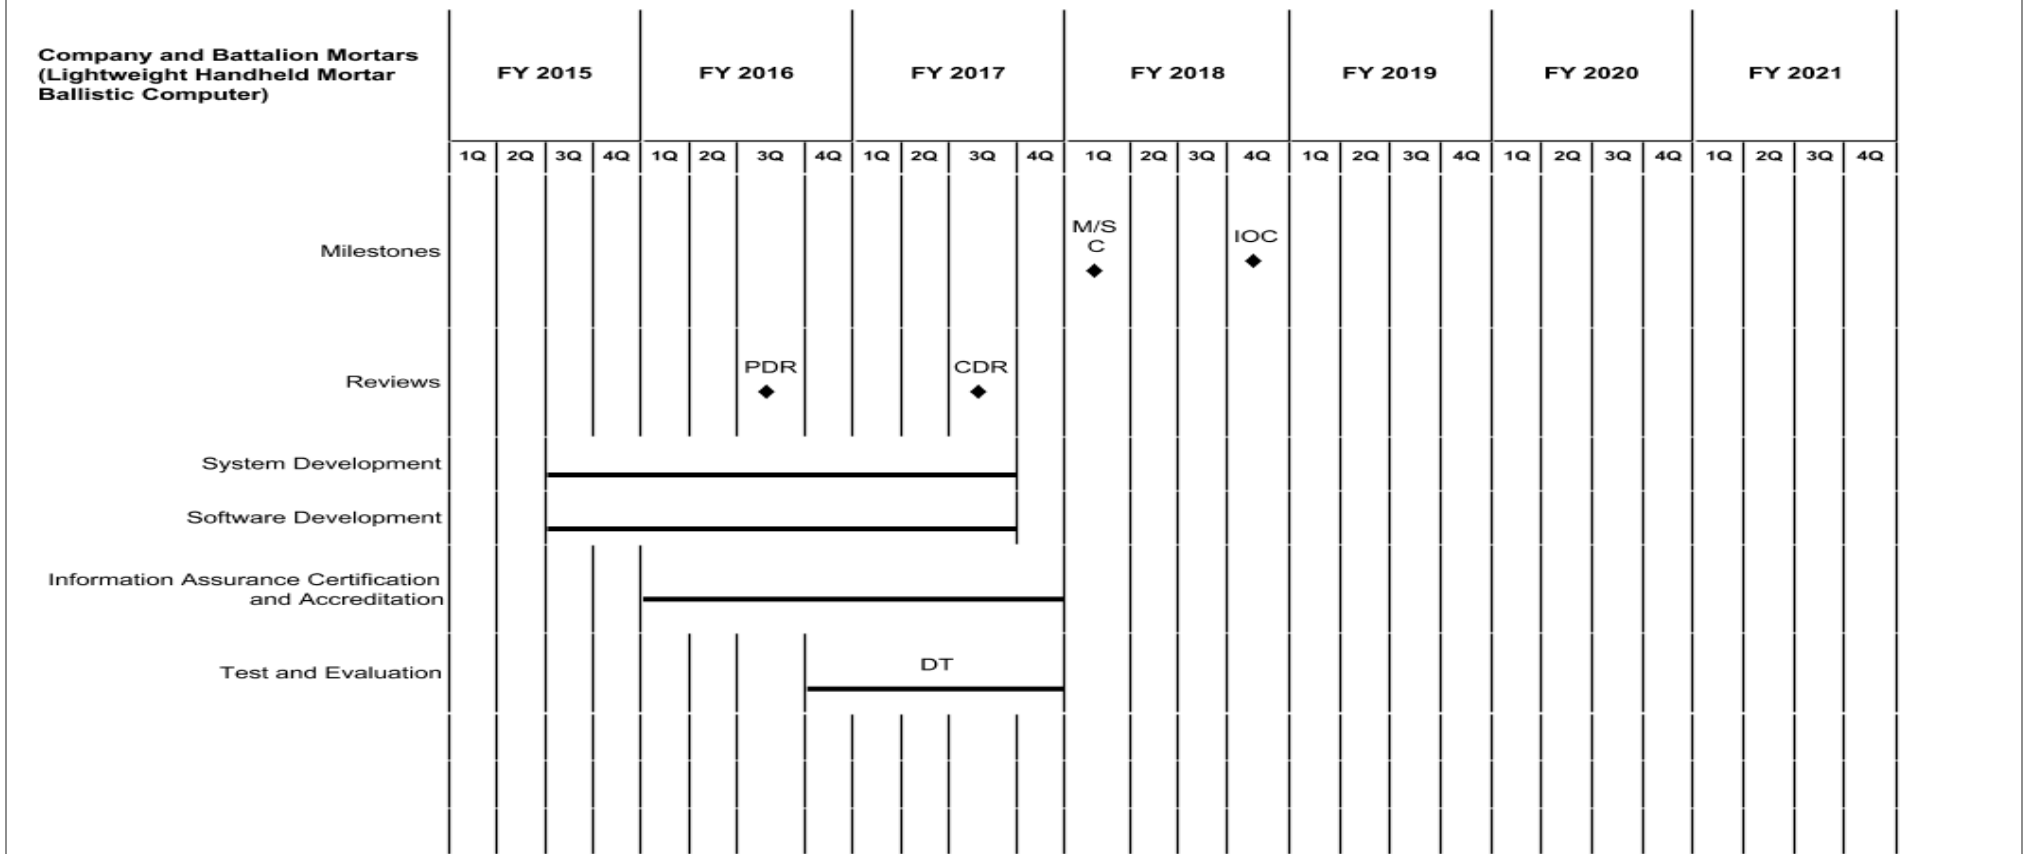 Company and Battalion Mortars
(Lightweight Handheld Mortar
Ballistic Computer)
FY 2015 FY 2016 FY 2017 FY 2018 FY 2019 FY 2020 FY 2021
1Q 2Q 3Q 4Q 1Q 2Q 3Q 4Q 1Q 2Q 3Q 4Q 1Q 2Q 3Q 4Q 1Q 2Q 3Q 4Q 1Q 2Q 3Q 4Q 1Q 2Q 3Q 4Q
M/S
C
IOC
Milestones
PDR CDR
Reviews
System Development
Software Development
Information Assurance Certification
and Accreditation
DT
Test and Evaluation